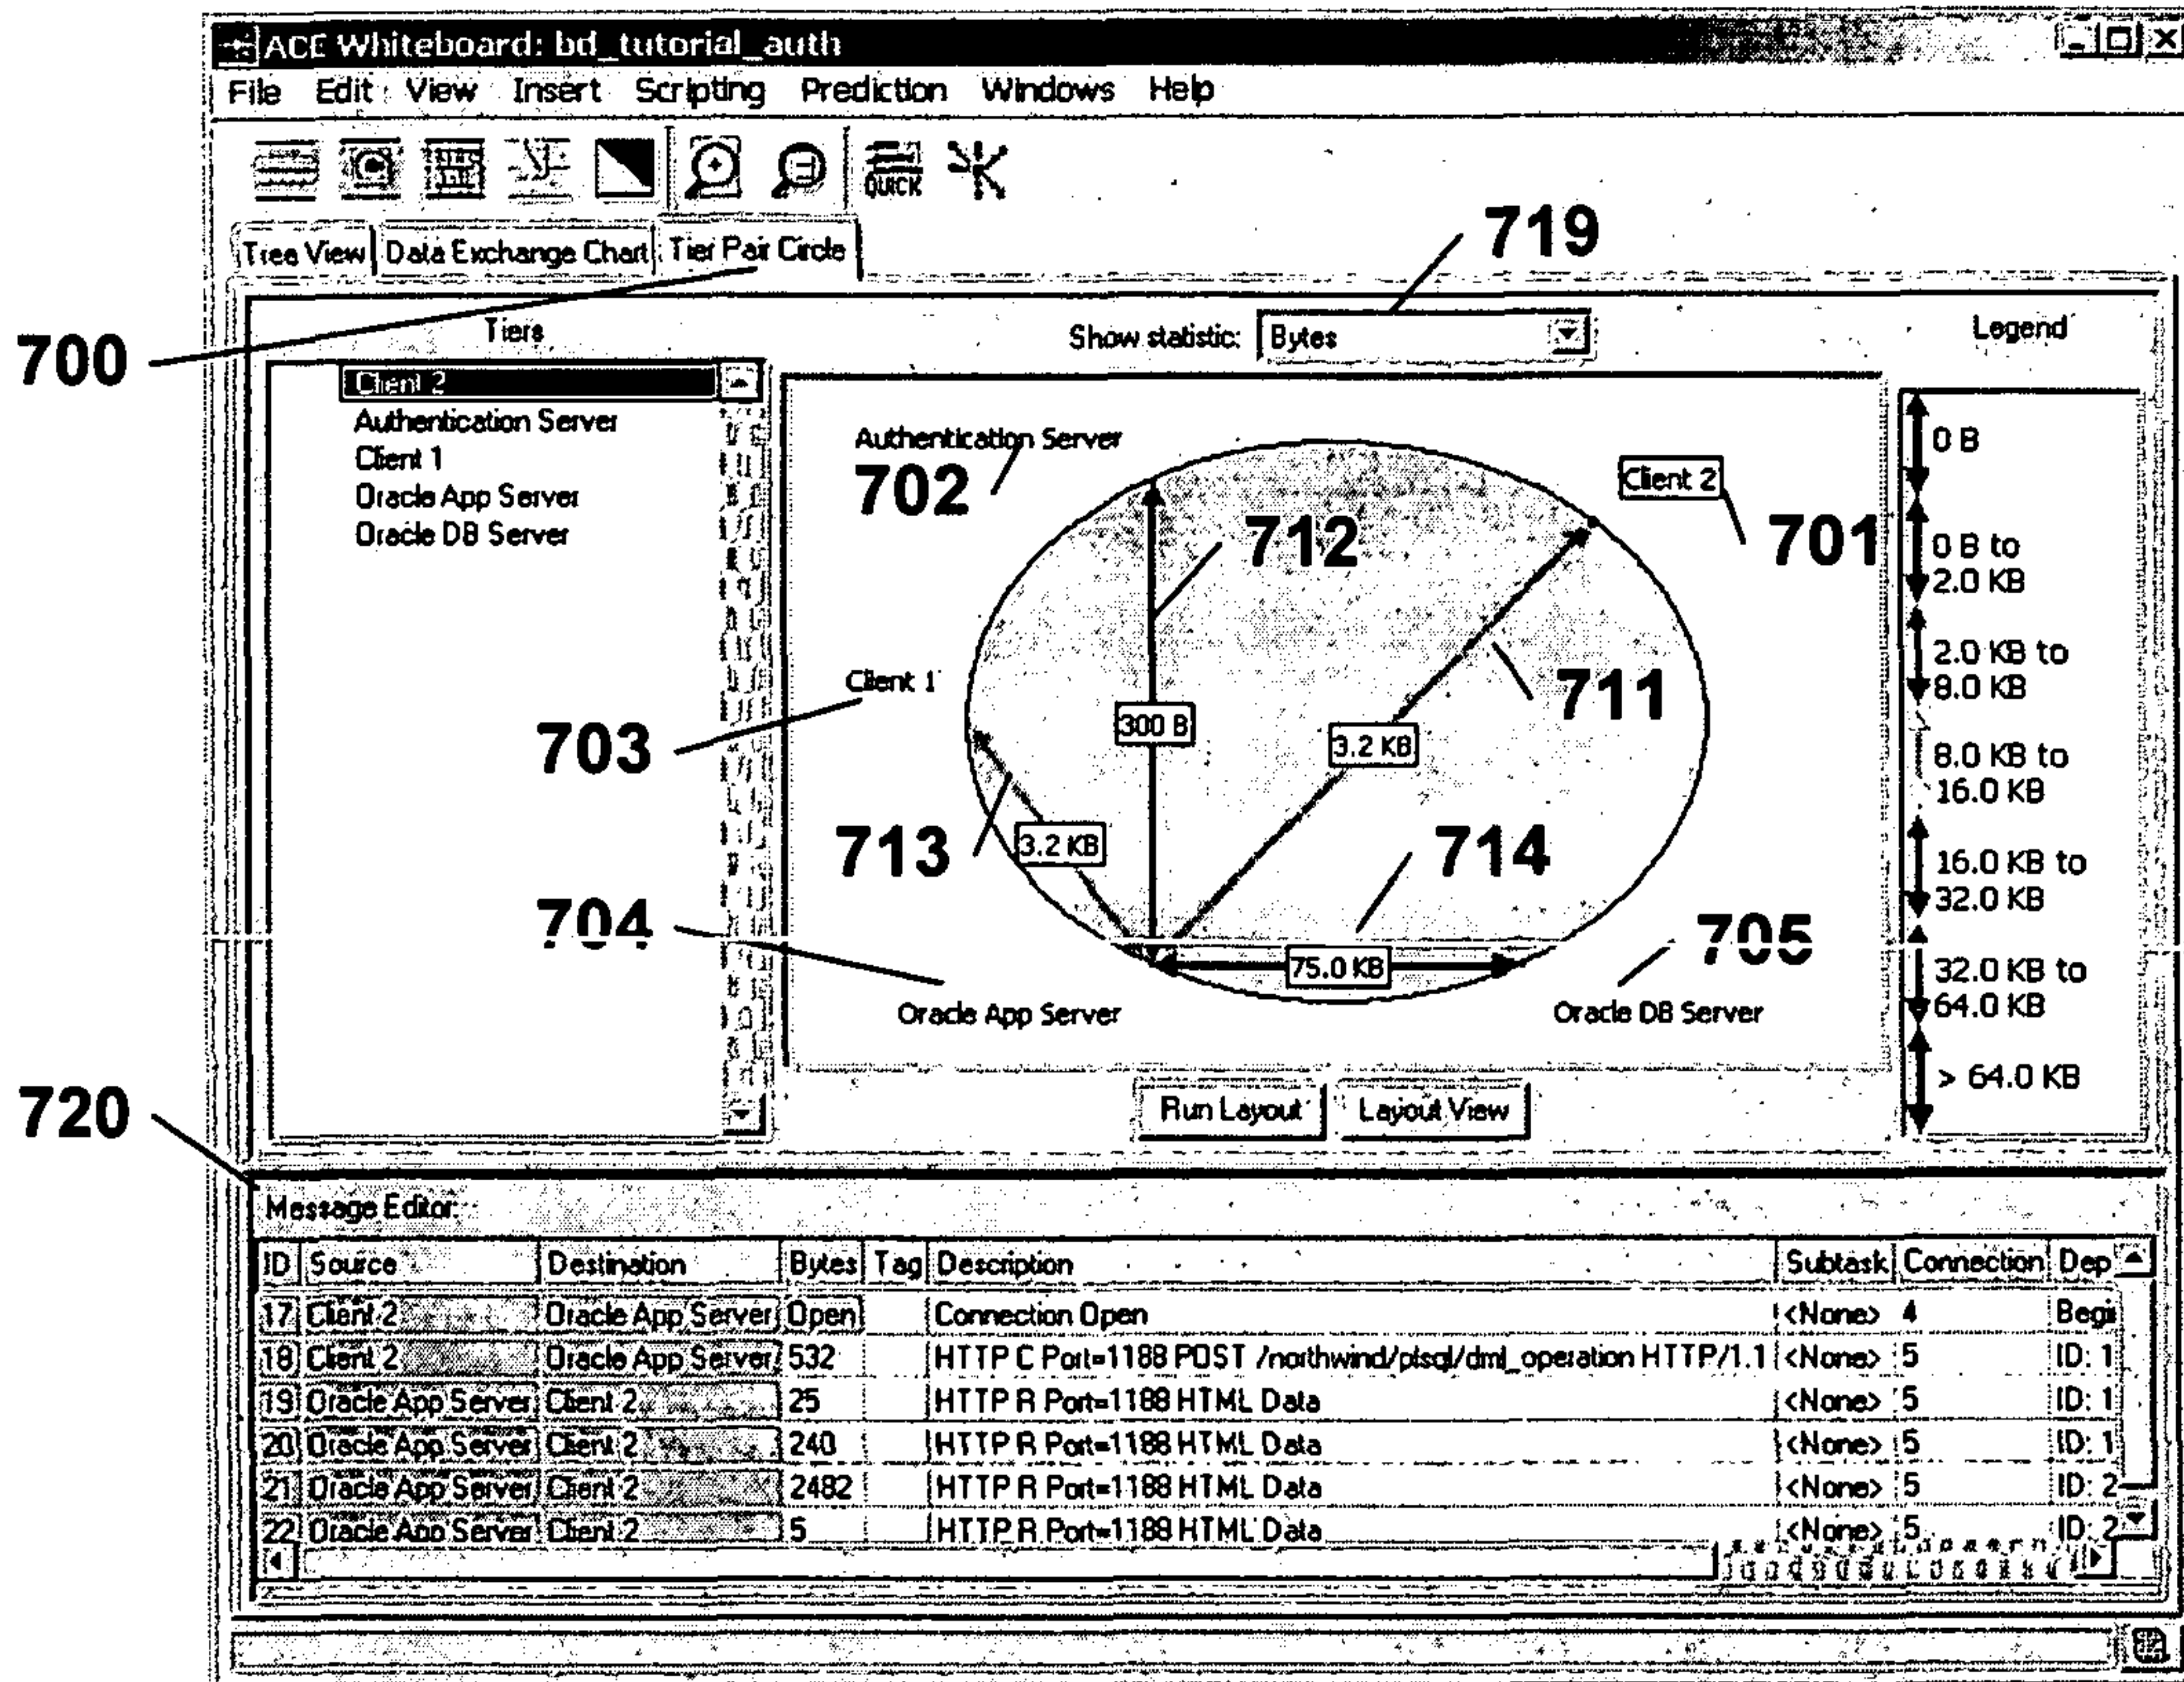 ACE Whiteboard: bd_tutorial_auth
File Edit View Insert Scripting Prediction Windows Help
QUICK
Tree View Data Exchange Chart Tier Pair Circle
719
700
Tiers
Show statistic: Bytes
Legend
Client 2
Authentication Server
Client 1
Oracle App Server
Oracle DB Server
Authentication Server
702
Client 2
701
712
711
Client 1
703
300 B
3.2 KB
713
3.2 KB
714
704
705
75.0 KB
Oracle App Server
Oracle DB Server
0 B
0 B to
2.0 KB
2.0 KB to
8.0 KB
8.0 KB to
16.0 KB
16.0 KB to
32.0 KB
32.0 KB to
64.0 KB
> 64.0 KB
Run Layout Layout View
720
Message Editor:
ID Source Destination Bytes Tag Description Subtask Connection Dep
17 Client 2 Oracle App Server Open Connection Open <None> 4 Begi
18 Client 2 Oracle App Server 532 HTTP C Port=1188 POST /northwind/plsql/dml_operation HTTP/1.1 <None> 5 ID: 1
19 Oracle App Server Client 2 25 HTTP R Port=1188 HTML Data <None> 5 ID: 1
20 Oracle App Server Client 2 240 HTTP R Port=1188 HTML Data <None> 5 ID: 1
21 Oracle App Server Client 2 2482 HTTP R Port=1188 HTML Data <None> 5 ID: 2
22 Oracle App Server Client 2 5 HTTP R Port=1188 HTML Data <None> 5 ID: 2